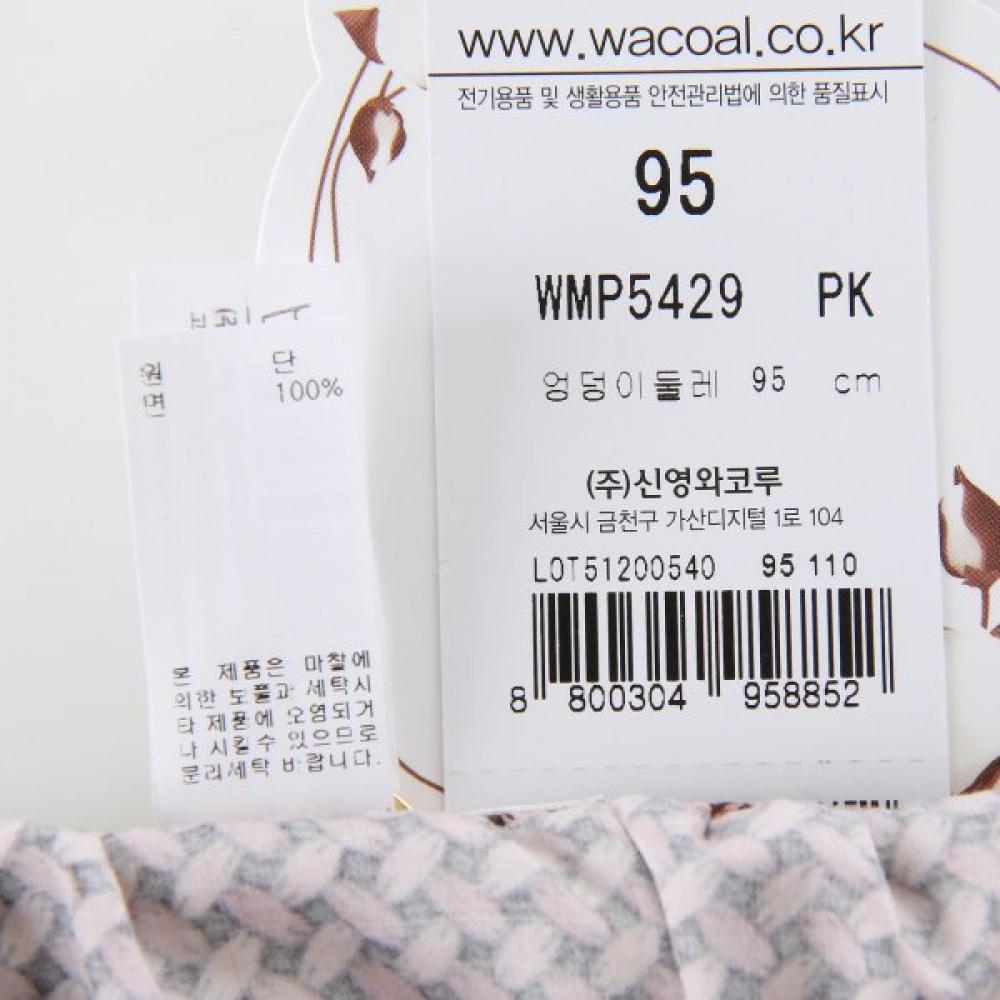 www.wacoal.co.kr
전기용품 및 생활용품 안전관리법에 의한 품질표시
95
WMP5429 PK
엉덩이둘레 95 cm
(주)신영와코루
서울시 금천구 가산디지털 1로 104
LOT51200540 95 110
8 800304 958852
원 단
면 100%
본 제품은 마찰에
의한 보풀과 세탁시
타 제품에 오염되거
나 시킬수 있으므로
분리세탁 바랍니다.